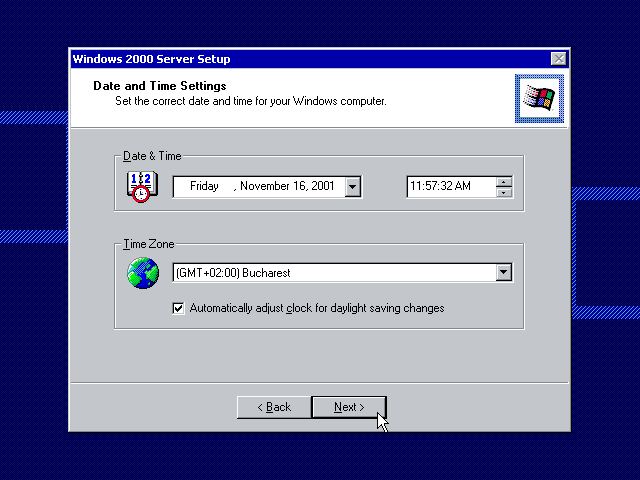 Windows 2000 Server Setup
Date and Time Settings
Set the correct date and time for your Windows computer.
Date & Time
1 2
Friday , November 16, 2001
11:57:32 AM
Time Zone
(GMT+02:00) Bucharest
Automatically adjust clock for daylight saving changes
< Back
Next >